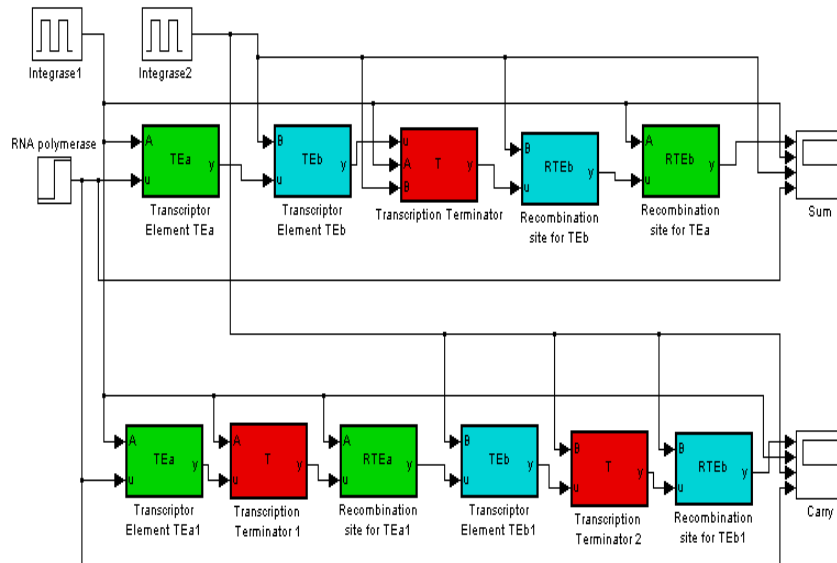 Integrase1
Integrase2
RNA polymerase
A
TEa
u
y
Transcriptor
Element TEa
B
TEb
u
y
Transcriptor
Element TEb
u
A
T
y
B
Transcription Terminator
B
RTEb
y
u
Recombination
site for TEb
A
RTEb
y
u
Recombination
site for TEa
Sum
A
TEa
y
u
Transcriptor
Element TEa1
A
T
y
u
Transcription
Terminator 1
A
RTEa
y
u
Recombination
site for TEa1
B
TEb
y
u
Transcriptor
Element TEb1
B
T
y
u
Transcription
Terminator 2
B
RTEb
y
u
Recombination
site for TEb1
Carry